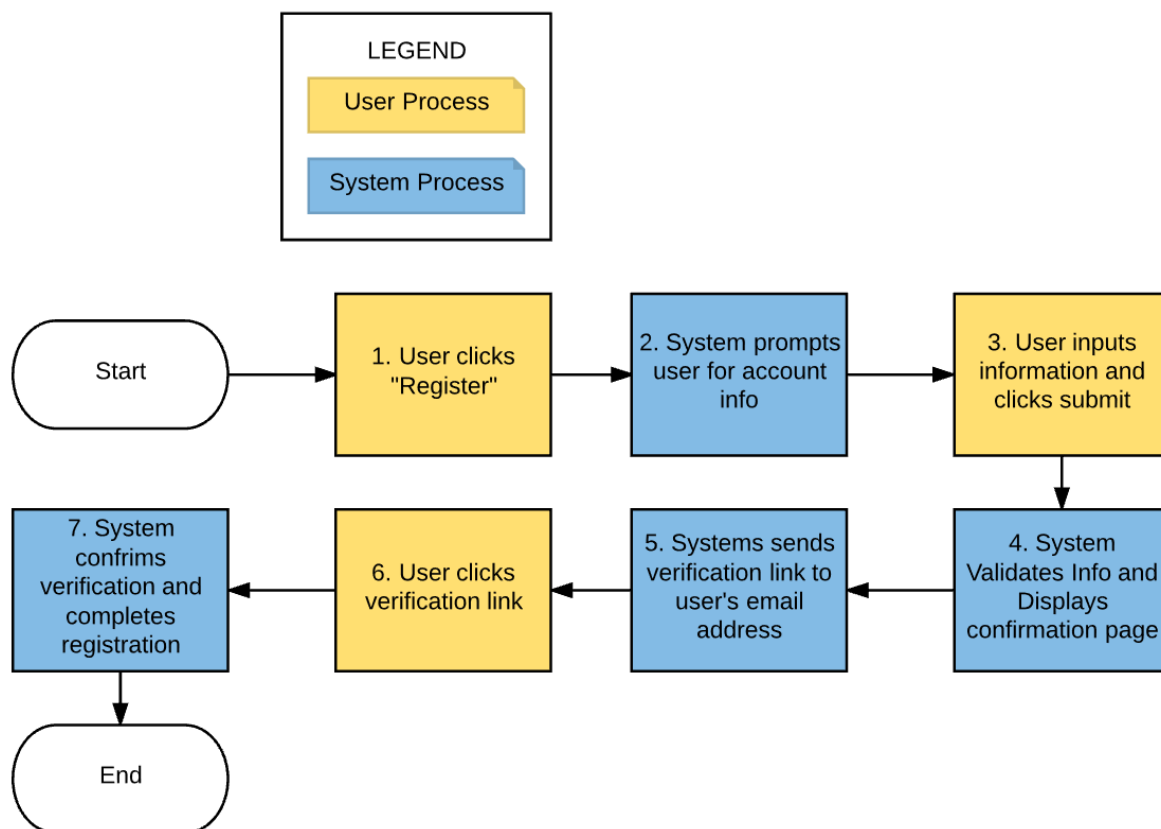 LEGEND
User Process
System Process
Start
1. User clicks
"Register"
2. System prompts
user for account
info
3. User inputs
information and
clicks submit
4. System
Validates Info and
Displays
confirmation page
5. Systems sends
verification link to
user's email
address
6. User clicks
verification link
7. System
confrims
verification and
completes
registration
End